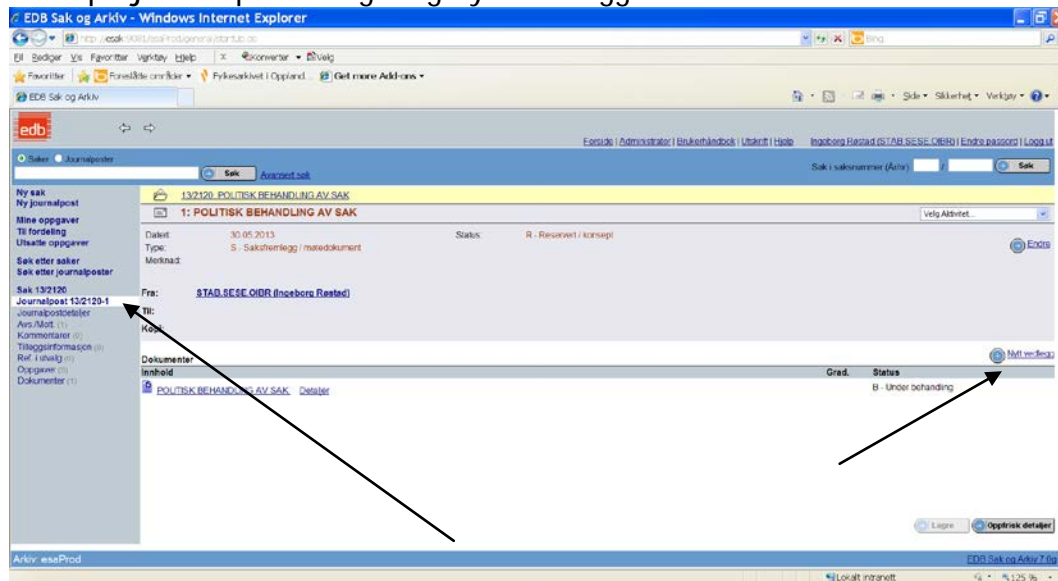 EDB Sak og Arkiv - Windows Internet Explorer
Bing
Fil Rediger Vis Favoritter Verktøy Hjelp x Konverter Velg
Favoritter Foreslåtte områder Fylkesarkivet i Oppland... Get more Add-ons
EDB Sak og Arkiv
Side Sikkerhet Verktøy
edb
Forside | Administrator | Brukerhåndbok | Utskrift | Hjelp Ingeborg Røstad (STAB.SESE.OIBR) | Endre passord | Logg ut
Saker Journalposter
Søk Avansert søk
Søk i saksnummer (År/nr) / Søk
Ny sak
Ny journalpost
Mine oppgaver
Til fordeling
Utsatte oppgaver
Søk etter saker
Søk etter journalposter
Sak 13/2120
Journalpost 13/2120-1
Journalpostdetaljer
Avs./Mott. (1)
Kommentarer (0)
Tilleggsinformasjon (0)
Ref. i utvalg (0)
Oppgaver (0)
Dokumenter (1)
13/2120 POLITISK BEHANDLING AV SAK
1: POLITISK BEHANDLING AV SAK
Velg Aktivitet...
Datert: 30.05.2013 Status: R - Reservert / konsept
Type: S - Saksfremlegg / møtedokument
Endre
Merknad:
Fra: STAB.SESE.OIBR (Ingeborg Røstad)
Til:
Kopi:
Nytt vedlegg
Dokumenter
Innhold Grad. Status
POLITISK BEHANDLING AV SAK Detaljer B - Under behandling
Lagre Oppfrisk detaljer
Arkiv: esaProd EDB Sak og Arkiv 7.0g
Lokalt intranett 125 %